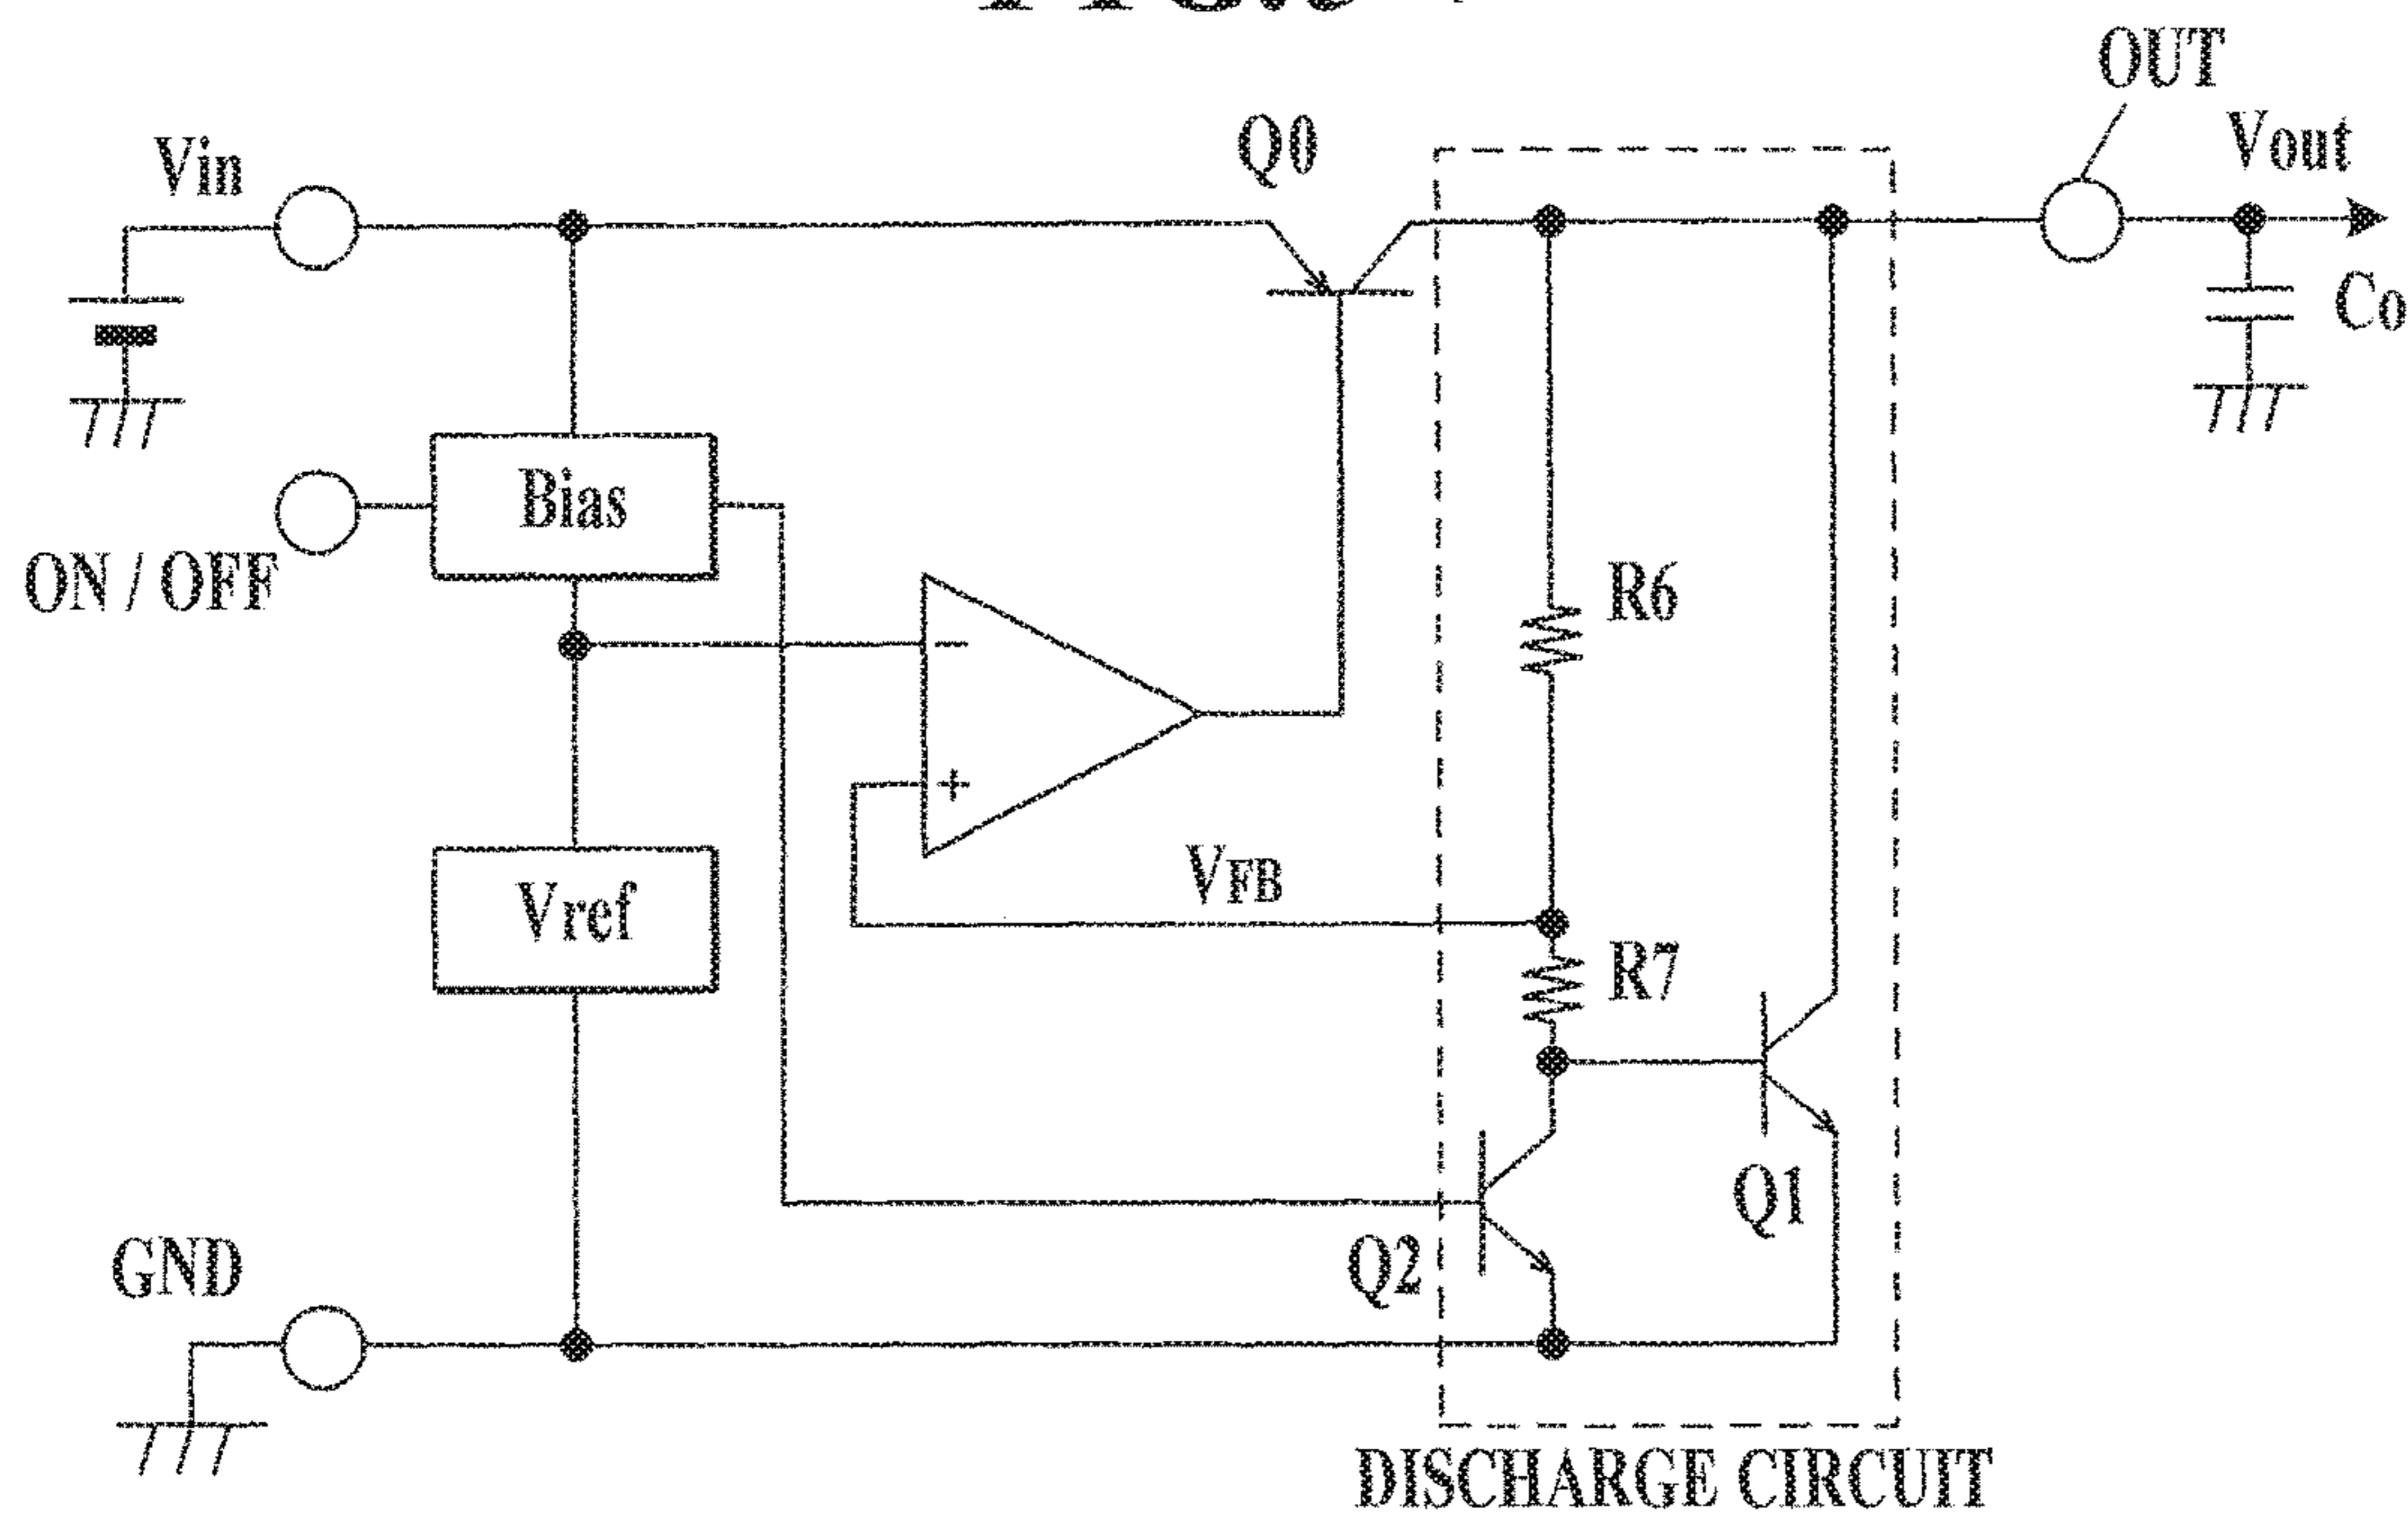 OUT
Vin
Q0
Vout
Co
Bias
ON / OFF
R6
−
+
VFB
Vref
R7
Q1
Q2
GND
DISCHARGE CIRCUIT